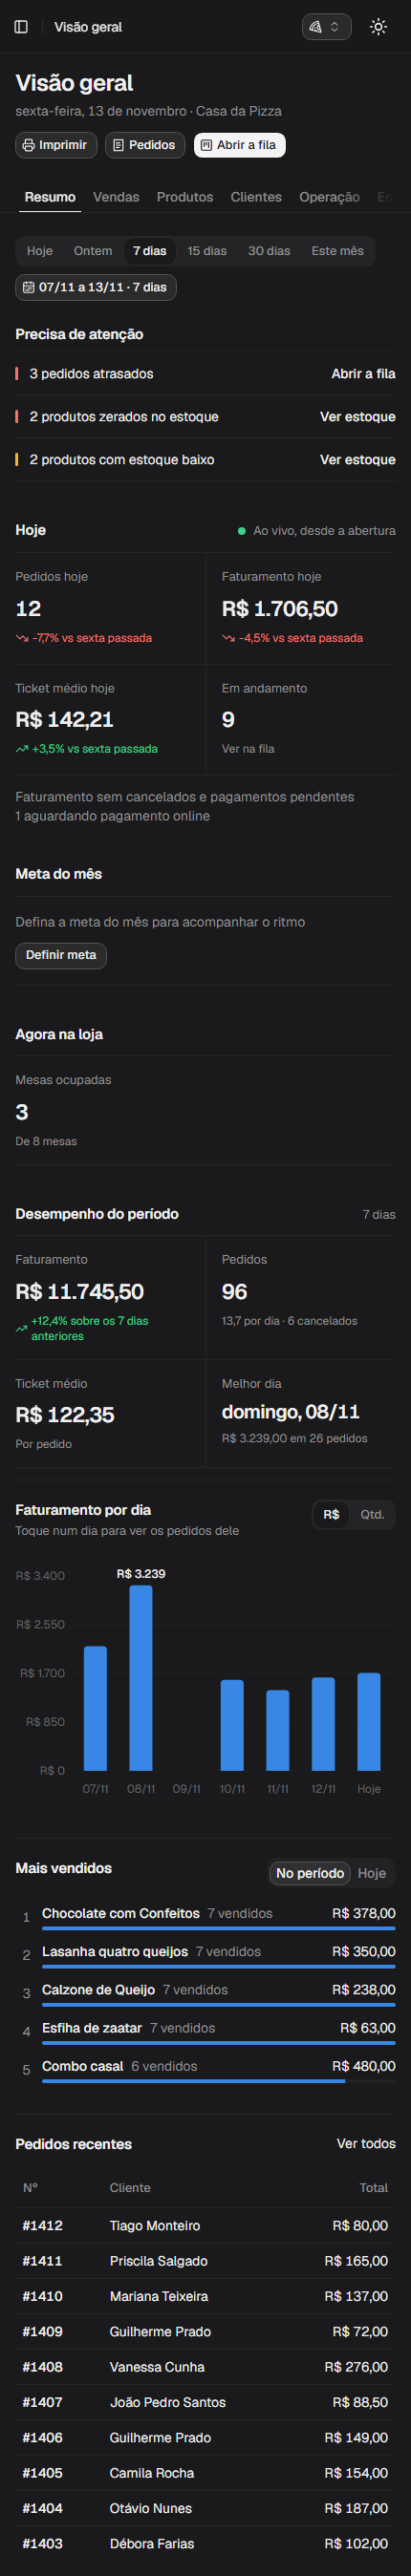 Visão geral
Visão geral
sexta-feira, 13 de novembro · Casa da Pizza
Imprimir
Pedidos
Abrir a fila
Resumo
Vendas
Produtos
Clientes
Operação
Hoje
Ontem
7 dias
15 dias
30 dias
Este mês
07/11 a 13/11 · 7 dias
Precisa de atenção
3 pedidos atrasados
Abrir a fila
2 produtos zerados no estoque
Ver estoque
2 produtos com estoque baixo
Ver estoque
Hoje
Ao vivo, desde a abertura
Pedidos hoje
12
-7,7% vs sexta passada
Faturamento hoje
R$ 1.706,50
-4,5% vs sexta passada
Ticket médio hoje
R$ 142,21
+3,5% vs sexta passada
Em andamento
9
Ver na fila
Faturamento sem cancelados e pagamentos pendentes
1 aguardando pagamento online
Meta do mês
Defina a meta do mês para acompanhar o ritmo
Definir meta
Agora na loja
Mesas ocupadas
3
De 8 mesas
Desempenho do período
7 dias
Faturamento
R$ 11.745,50
+12,4% sobre os 7 dias
anteriores
Pedidos
96
13,7 por dia · 6 cancelados
Ticket médio
R$ 122,35
Por pedido
Melhor dia
domingo, 08/11
R$ 3.239,00 em 26 pedidos
Faturamento por dia
Toque num dia para ver os pedidos dele
R$
Qtd.
R$ 3.400
R$ 3.239
R$ 2.550
R$ 1.700
R$ 850
R$ 0
07/11
08/11
09/11
10/11
11/11
12/11
Hoje
Mais vendidos
No período
Hoje
1 Chocolate com Confeitos 7 vendidos R$ 378,00
2 Lasanha quatro queijos 7 vendidos R$ 350,00
3 Calzone de Queijo 7 vendidos R$ 238,00
4 Esfiha de zaatar 7 vendidos R$ 63,00
5 Combo casal 6 vendidos R$ 480,00
Pedidos recentes
Ver todos
Nº Cliente Total
#1412 Tiago Monteiro R$ 80,00
#1411 Priscila Salgado R$ 165,00
#1410 Mariana Teixeira R$ 137,00
#1409 Guilherme Prado R$ 72,00
#1408 Vanessa Cunha R$ 276,00
#1407 João Pedro Santos R$ 88,50
#1406 Guilherme Prado R$ 149,00
#1405 Camila Rocha R$ 154,00
#1404 Otávio Nunes R$ 187,00
#1403 Débora Farias R$ 102,00